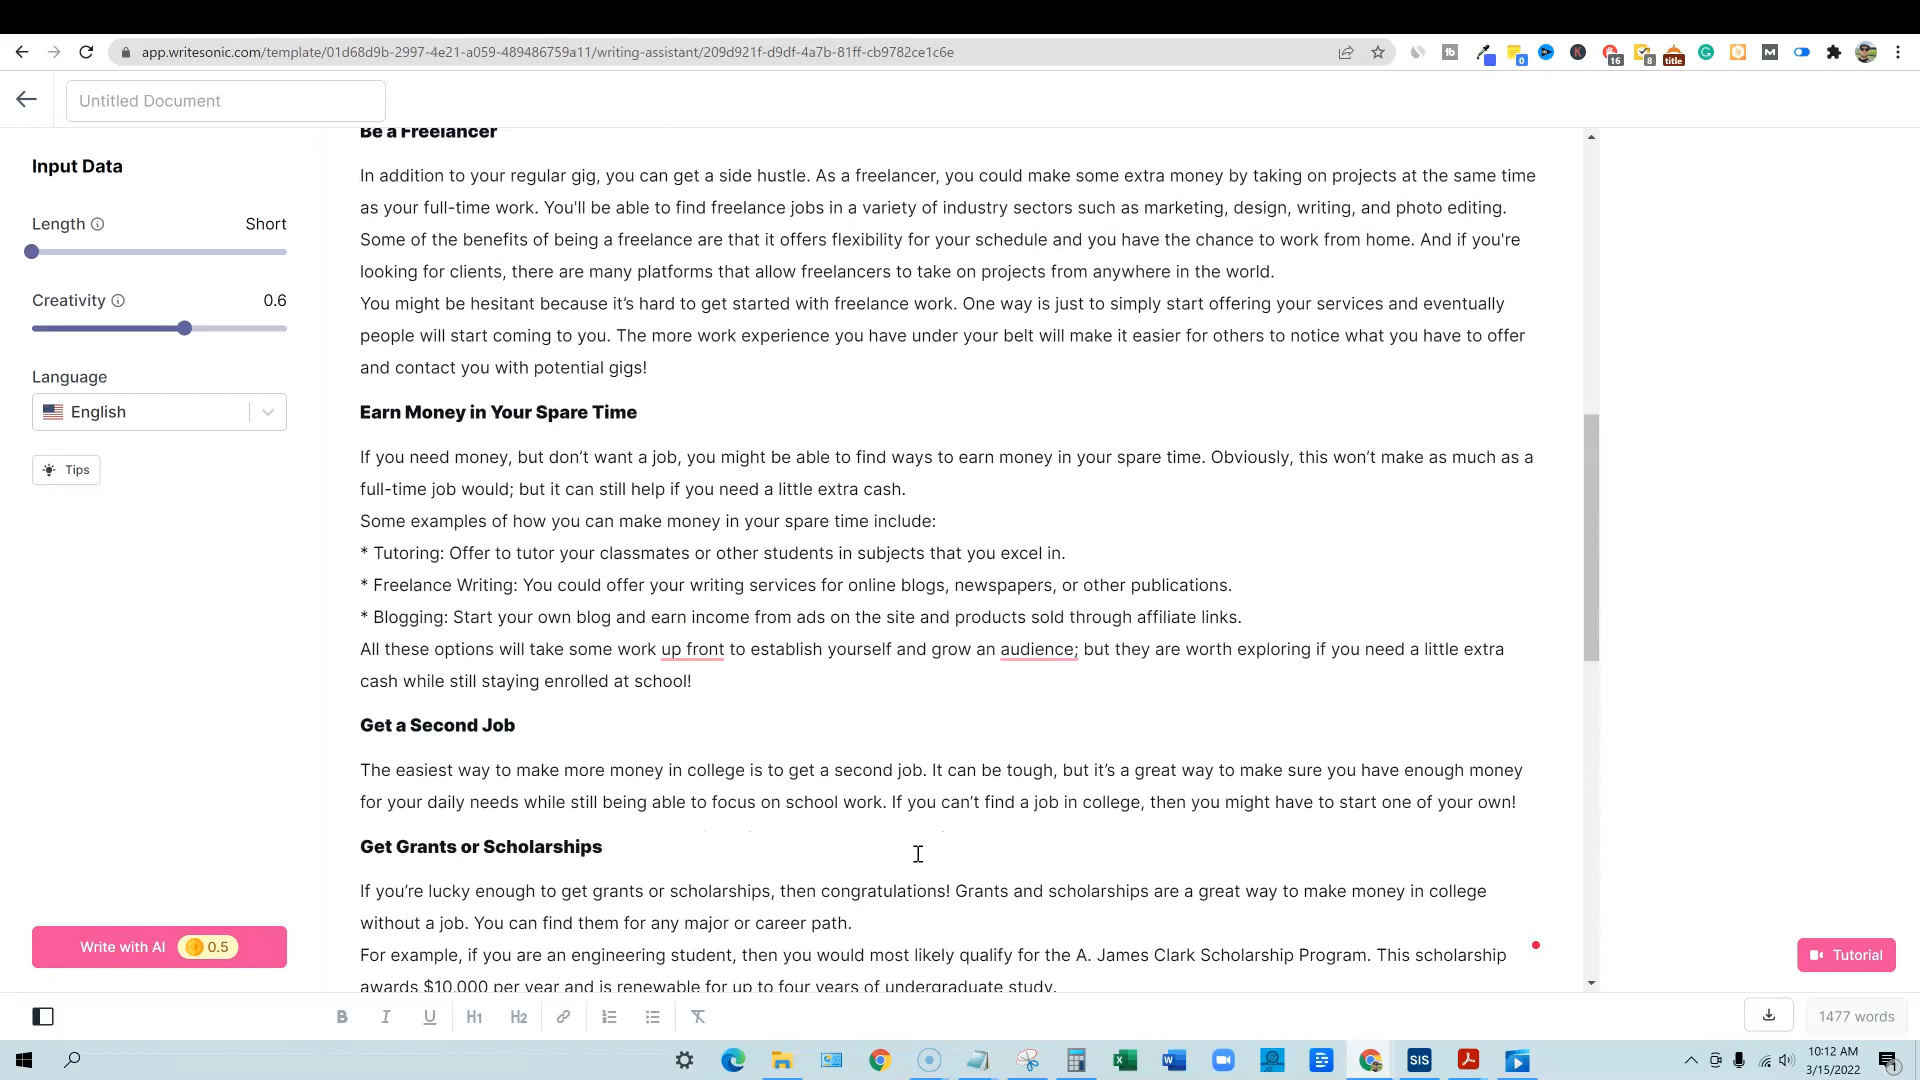 app.writesonic.com/template/01d68d9b-2997-4e21-a059-489486759a11/writing-assistant/209d921f-d9df-4a7b-81ff-cb9782ce1c6e
Untitled Document
Input Data
Length
Short
Creativity
0.6
Language
English
Tips
Write with AI
0.5
Be a Freelancer
In addition to your regular gig, you can get a side hustle. As a freelancer, you could make some extra money by taking on projects at the same time
as your full-time work. You'll be able to find freelance jobs in a variety of industry sectors such as marketing, design, writing, and photo editing.
Some of the benefits of being a freelance are that it offers flexibility for your schedule and you have the chance to work from home. And if you're
looking for clients, there are many platforms that allow freelancers to take on projects from anywhere in the world.
You might be hesitant because it's hard to get started with freelance work. One way is just to simply start offering your services and eventually
people will start coming to you. The more work experience you have under your belt will make it easier for others to notice what you have to offer
and contact you with potential gigs!
Earn Money in Your Spare Time
If you need money, but don't want a job, you might be able to find ways to earn money in your spare time. Obviously, this won't make as much as a
full-time job would; but it can still help if you need a little extra cash.
Some examples of how you can make money in your spare time include:
* Tutoring: Offer to tutor your classmates or other students in subjects that you excel in.
* Freelance Writing: You could offer your writing services for online blogs, newspapers, or other publications.
* Blogging: Start your own blog and earn income from ads on the site and products sold through affiliate links.
All these options will take some work up front to establish yourself and grow an audience; but they are worth exploring if you need a little extra
cash while still staying enrolled at school!
Get a Second Job
The easiest way to make more money in college is to get a second job. It can be tough, but it's a great way to make sure you have enough money
for your daily needs while still being able to focus on school work. If you can't find a job in college, then you might have to start one of your own!
Get Grants or Scholarships
If you're lucky enough to get grants or scholarships, then congratulations! Grants and scholarships are a great way to make money in college
without a job. You can find them for any major or career path.
For example, if you are an engineering student, then you would most likely qualify for the A. James Clark Scholarship Program. This scholarship
awards $10,000 per year and is renewable for up to four years of undergraduate study.
Tutorial
B I U H1 H2
1477 words
10:12 AM
3/15/2022